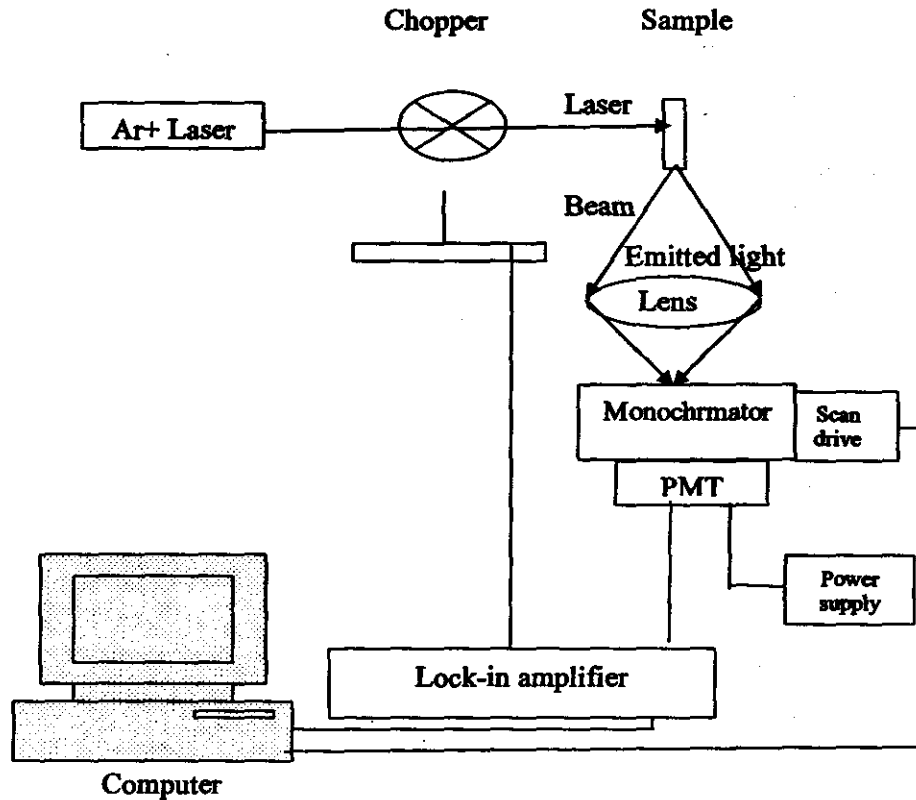 Chopper
Sample
Ar+ Laser
Laser
Beam
Emitted light
Lens
Monochrmator
Scan
drive
PMT
Power
supply
Lock-in amplifier
Computer